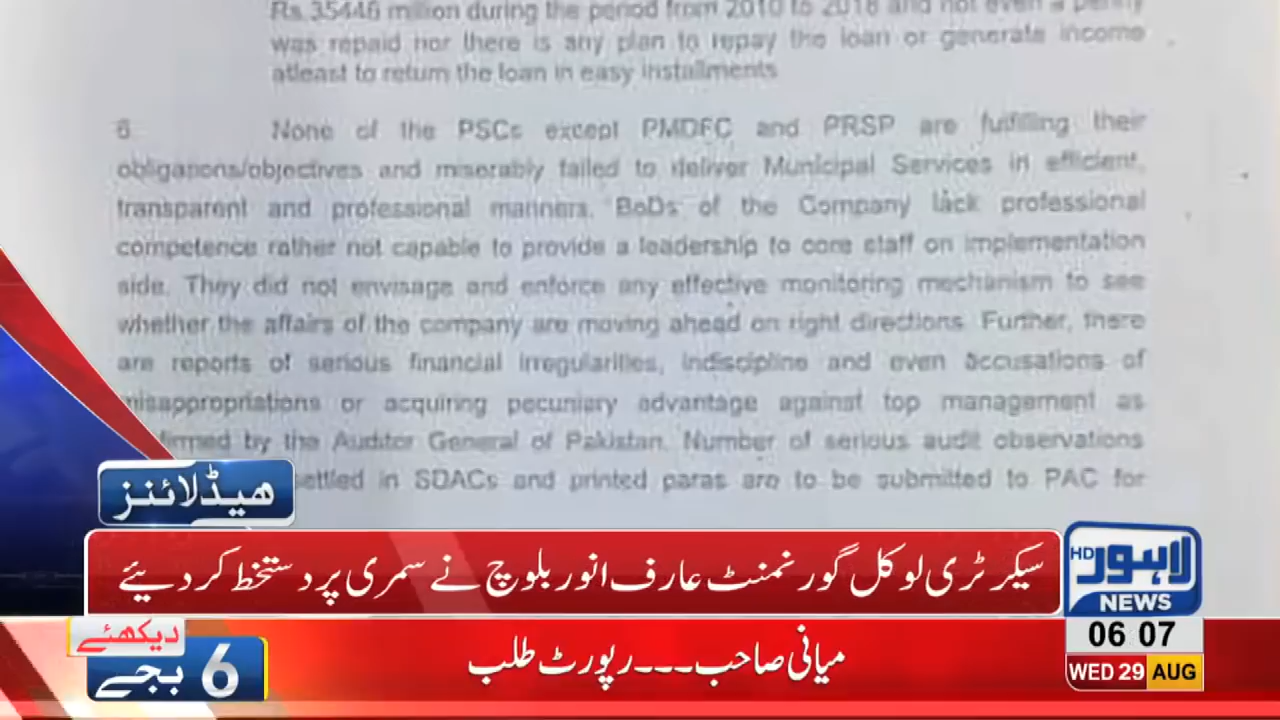 Rs.35446 million during the period from 2010 to 2018 and not even a penny
was repaid nor there is any plan to repay the loan or generate income
atleast to return the loan in easy installments
6 None of the PSCs except PMDFC and PRSP are fulfilling their
obligations/objectives and miserably failed to deliver Municipal Services in efficient,
transparent and professional manners. BoDs of the Company lack professional
competence rather not capable to provide a leadership to core staff on implementation
side. They did not envisage and enforce any effective monitoring mechanism to see
whether the affairs of the company are moving ahead on right directions. Further, there
are reports of serious financial irregularities, indiscipline and even accusations of
misappropriations or acquiring pecuniary advantage against top management as
firmed by the Auditor General of Pakistan. Number of serious audit observations
ettled in SDACs and printed paras are to be submitted to PAC for
ھیڈلائنز
سیکرٹری لوکل گورنمنٹ عارف انور بلوچ نے سمری پر دستخط کر دیئے
لاہور HD
NEWS
06 07
WED 29 AUG
دیکھئے
6 بجے
میانی صاحب۔۔۔رپورٹ طلب